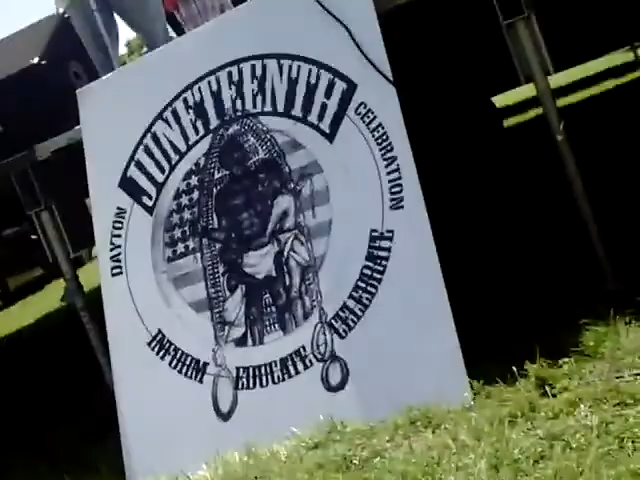 JUNETEENTH
DAYTON
CELEBRATION
INFORM
EDUCATE
CELEBRATE